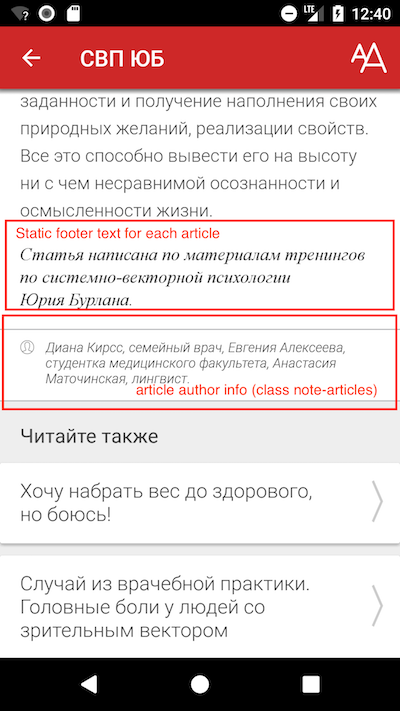 LTE 12:40
СВП ЮБ
заданности и получение наполнения своих
природных желаний, реализации свойств.
Все это способно вывести его на высоту
ни с чем несравнимой осознанности и
осмысленности жизни.
Static footer text for each article
Статья написана по материалам тренингов
по системно-векторной психологии
Юрия Бурлана.
Диана Кирсс, семейный врач, Евгения Алексеева,
студентка медицинского факультета, Анастасия
Маточинская, лингвист.
article author info (class note-articles)
Читайте также
Хочу набрать вес до здорового,
но боюсь!
Случай из врачебной практики.
Головные боли у людей со
зрительным вектором